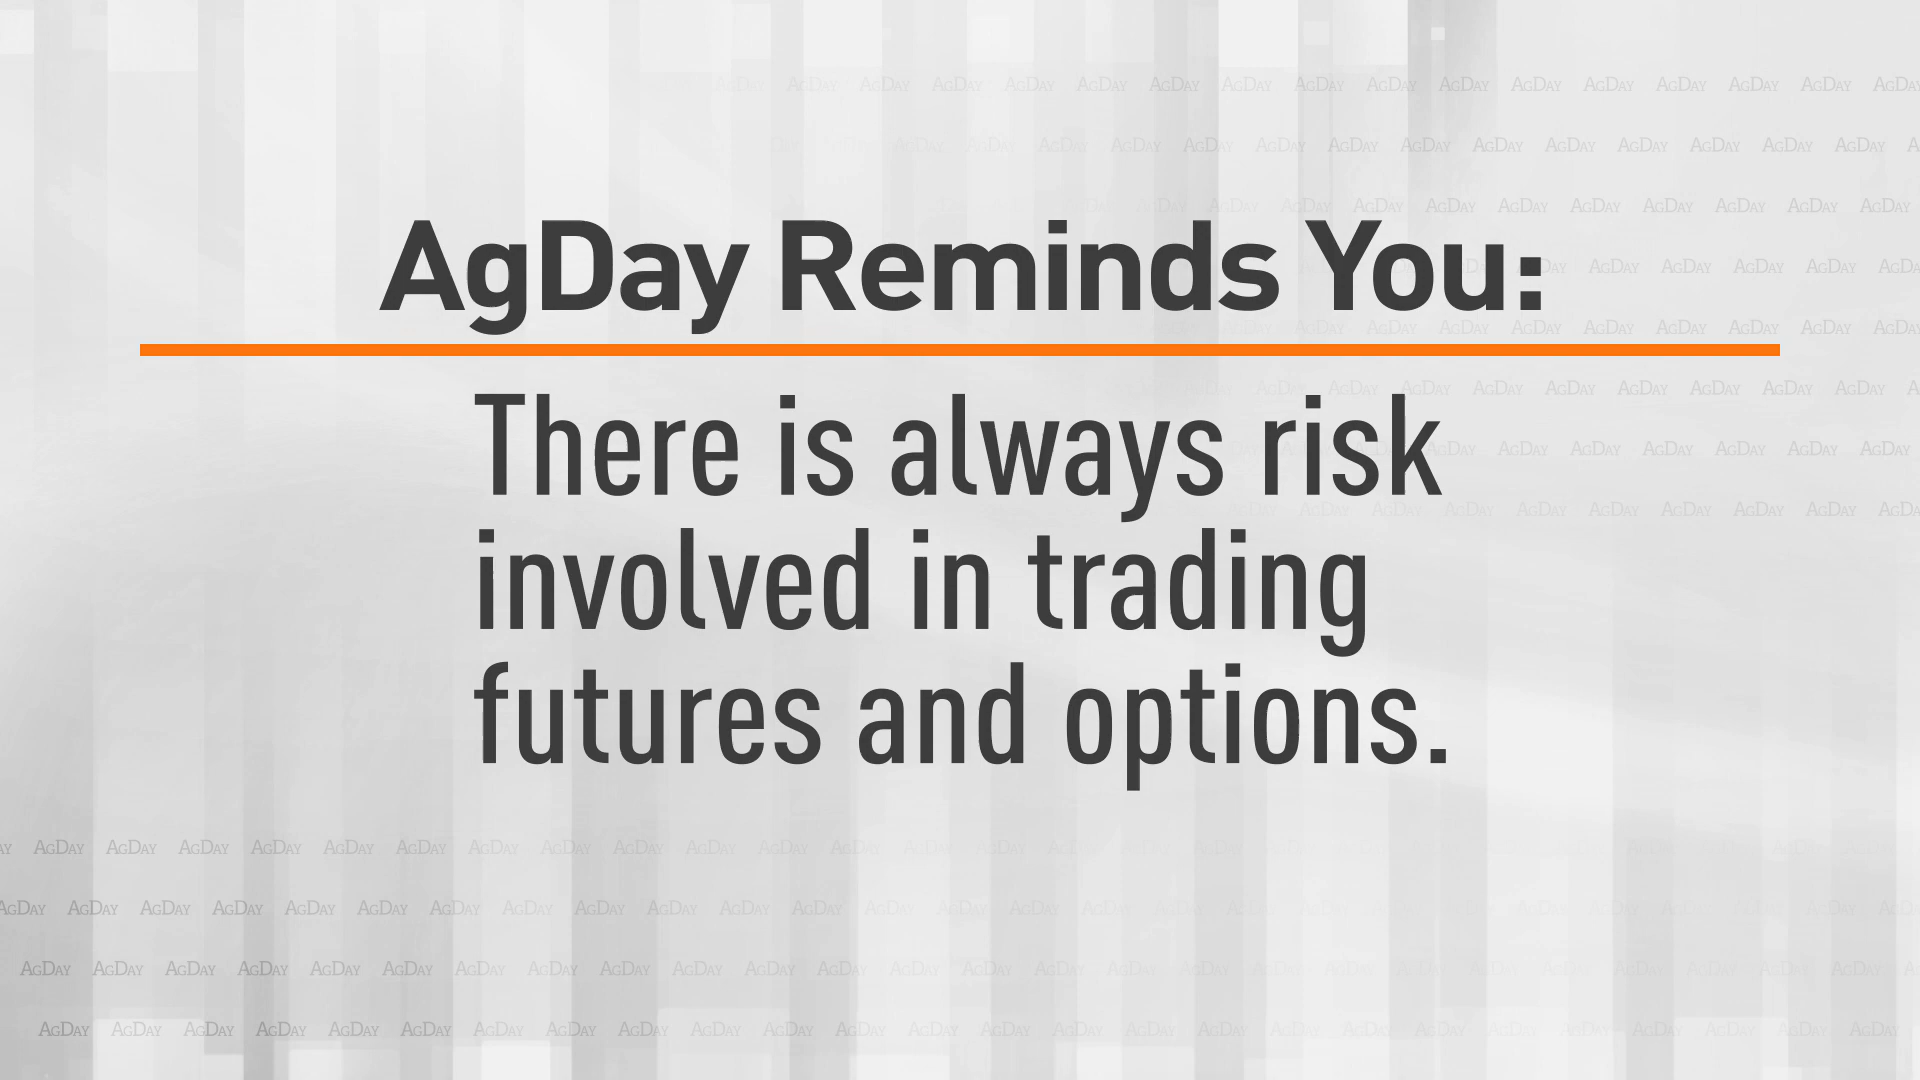 AgDay Reminds You:
There is always risk
involved in trading
futures and options.